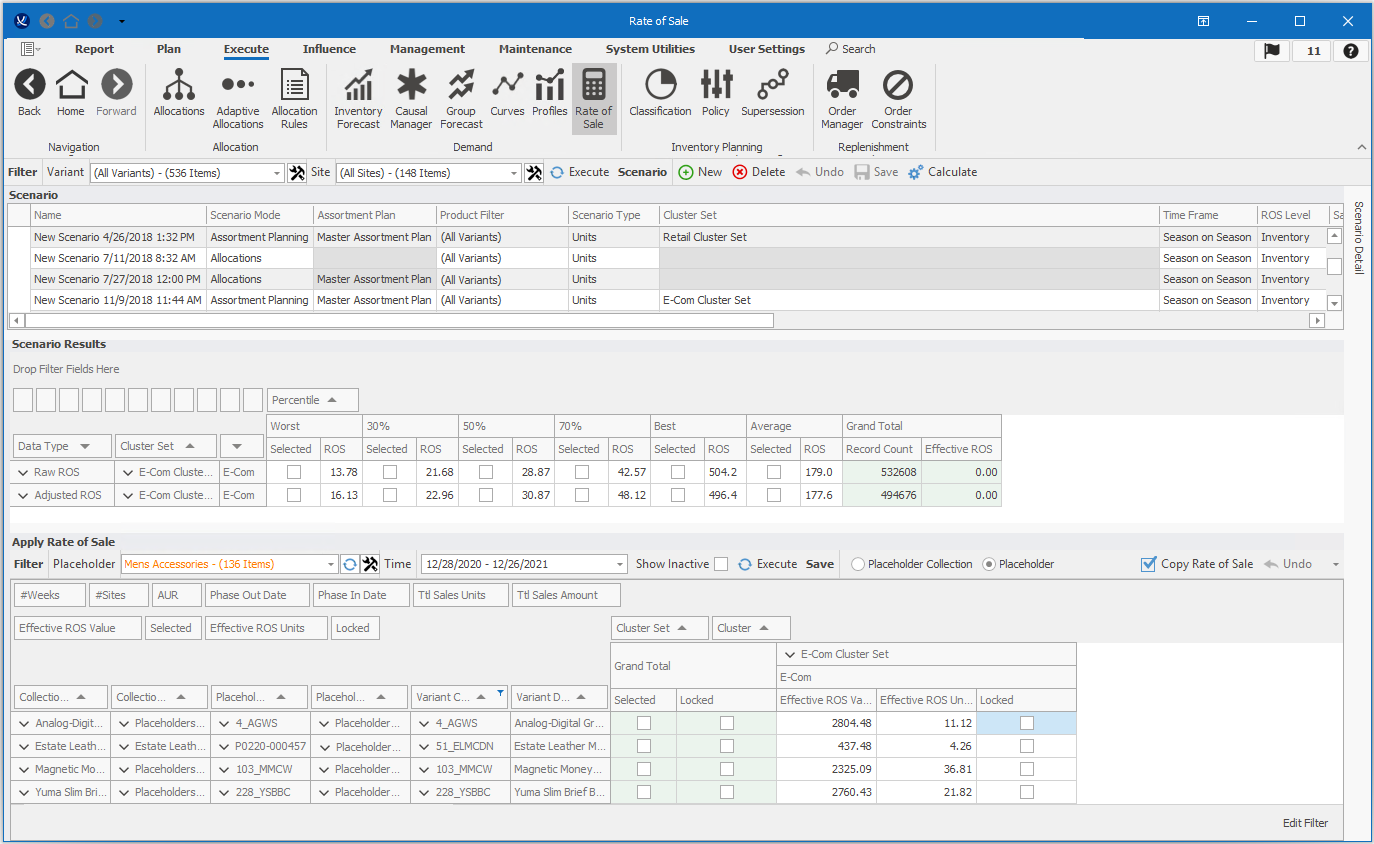 Rate of Sale
Report Plan Execute Influence Management Maintenance System Utilities User Settings Search 11 ?
Back Home Forward Allocations Adaptive Allocations Allocation Rules Inventory Forecast Causal Manager Group Forecast Curves Profiles Rate of Sale Classification Policy Supersession Order Manager Order Constraints
Navigation Allocation Demand Inventory Planning Replenishment
Filter Variant (All Variants) - (536 Items) Site (All Sites) - (148 Items) Execute Scenario New Delete Undo Save Calculate
Scenario
Scenario Detail
Name Scenario Mode Assortment Plan Product Filter Scenario Type Cluster Set Time Frame ROS Level Sa
New Scenario 4/26/2018 1:32 PM Assortment Planning Master Assortment Plan (All Variants) Units Retail Cluster Set Season on Season Inventory
New Scenario 7/11/2018 8:32 AM Allocations (All Variants) Units Season on Season Inventory
New Scenario 7/27/2018 12:00 PM Allocations Master Assortment Plan (All Variants) Units Season on Season Inventory
New Scenario 11/9/2018 11:44 AM Assortment Planning Master Assortment Plan (All Variants) Units E-Com Cluster Set Season on Season Inventory
Scenario Results
Drop Filter Fields Here
Percentile
Worst 30% 50% 70% Best Average Grand Total
Data Type Cluster Set Selected ROS Selected ROS Selected ROS Selected ROS Selected ROS Selected ROS Record Count Effective ROS
Raw ROS E-Com Cluste... E-Com 13.78 21.68 28.87 42.57 504.2 179.0 532608 0.00
Adjusted ROS E-Com Cluste... E-Com 16.13 22.96 30.87 48.12 496.4 177.6 494676 0.00
Apply Rate of Sale
Filter Placeholder Mens Accessories - (136 Items) Time 12/28/2020 - 12/26/2021 Show Inactive Execute Save Placeholder Collection Placeholder Copy Rate of Sale Undo
#Weeks #Sites AUR Phase Out Date Phase In Date Ttl Sales Units Ttl Sales Amount
Effective ROS Value Selected Effective ROS Units Locked Cluster Set Cluster
Grand Total E-Com Cluster Set
E-Com
Collectio... Collectio... Placehol... Placehol... Variant C... Variant D... Selected Locked Effective ROS Va... Effective ROS Un... Locked
Analog-Digit... Placeholders... 4_AGWS Placeholder... 4_AGWS Analog-Digital Gr... 2804.48 11.12
Estate Leath... Estate Leath... P0220-000457 Placeholder... 51_ELMCDN Estate Leather M... 437.48 4.26
Magnetic Mo... Placeholders... 103_MMCW Placeholder... 103_MMCW Magnetic Money... 2325.09 36.81
Yuma Slim Bri... Placeholders... 228_YSBBC Placeholder... 228_YSBBC Yuma Slim Brief B... 2760.43 21.82
Edit Filter